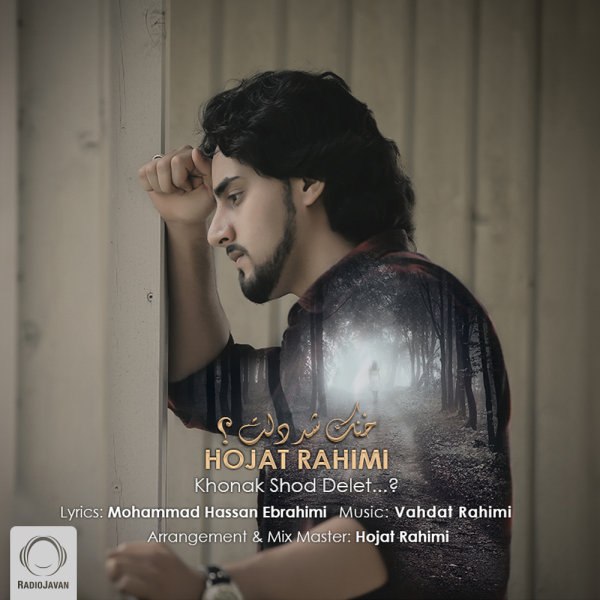 خنک شد دلت ؟
HOJAT RAHIMI
Khonak Shod Delet...?
Lyrics: Mohammad Hassan Ebrahimi Music: Vahdat Rahimi
Arrangement & Mix Master: Hojat Rahimi
RADIOJAVAN